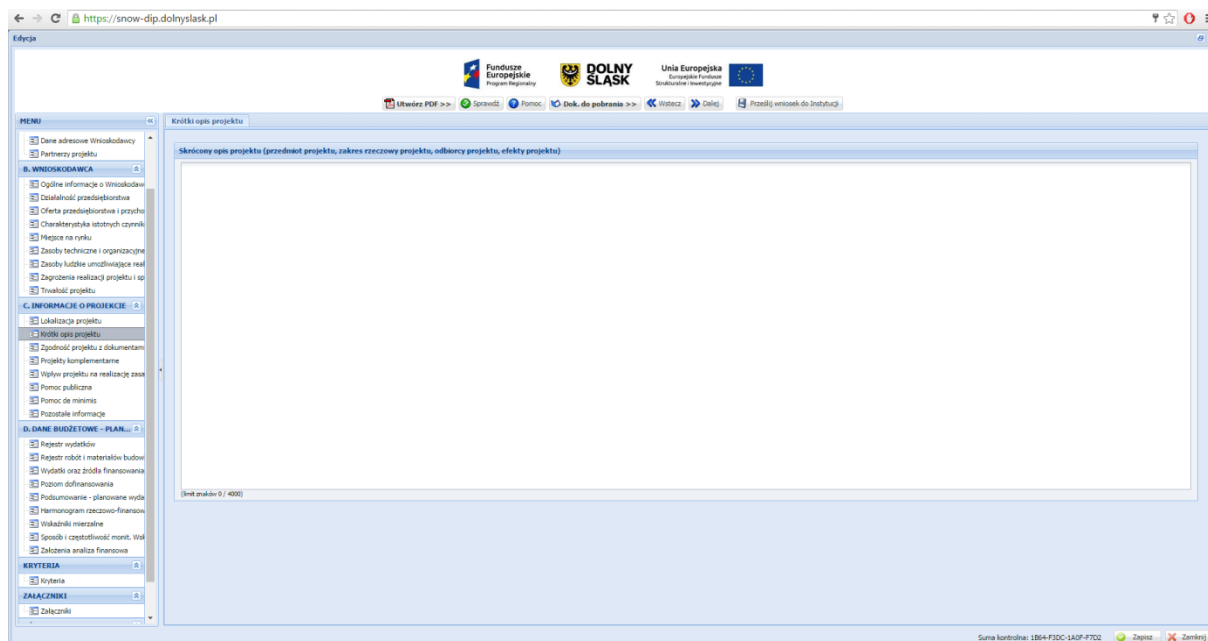 https://snow-dip.dolnyslask.pl
Edycja
Fundusze
Europejskie
Program Regionalny
DOLNY
ŚLĄSK
Unia Europejska
Europejskie Fundusze
Strukturalne i Inwestycyjne
Utwórz PDF >> Sprawdź Pomoc Dok. do pobrania >> Wstecz Dalej Prześlij wniosek do Instytucji
MENU
Dane adresowe Wnioskodawcy
Partnerzy projektu
B. WNIOSKODAWCA
Ogólne informacje o Wnioskodaw
Działalność przedsiębiorstwa
Oferta przedsiębiorstwa i przycho
Charakterystyka istotnych czynnik
Miejsce na rynku
Zasoby techniczne i organizacyjne
Zasoby ludzkie umożliwiające real
Zagrożenia realizacji projektu i sp
Trwałość projektu
C. INFORMACJE O PROJEKCIE
Lokalizacja projektu
Krótki opis projektu
Zgodność projektu z dokumentam
Projekty komplementarne
Wpływ projektu na realizację zasa
Pomoc publiczna
Pomoc de minimis
Pozostałe informacje
D. DANE BUDŻETOWE - PLAN...
Rejestr wydatków
Rejestr robót i materiałów budow
Wydatki oraz źródła finansowania
Poziom dofinansowania
Podsumowanie - planowane wyda
Harmonogram rzeczowo-finansow
Wskaźniki mierzalne
Sposób i częstotliwość monit. Wsk
Założenia analiza finansowa
KRYTERIA
Kryteria
ZAŁĄCZNIKI
Załączniki
Krótki opis projektu
Skrócony opis projektu (przedmiot projektu, zakres rzeczowy projektu, odbiorcy projektu, efekty projektu)
(limit znaków 0 / 4000)
Suma kontrolna: 1B64-F3DC-1A0F-F7D2 Zapisz Zamknij